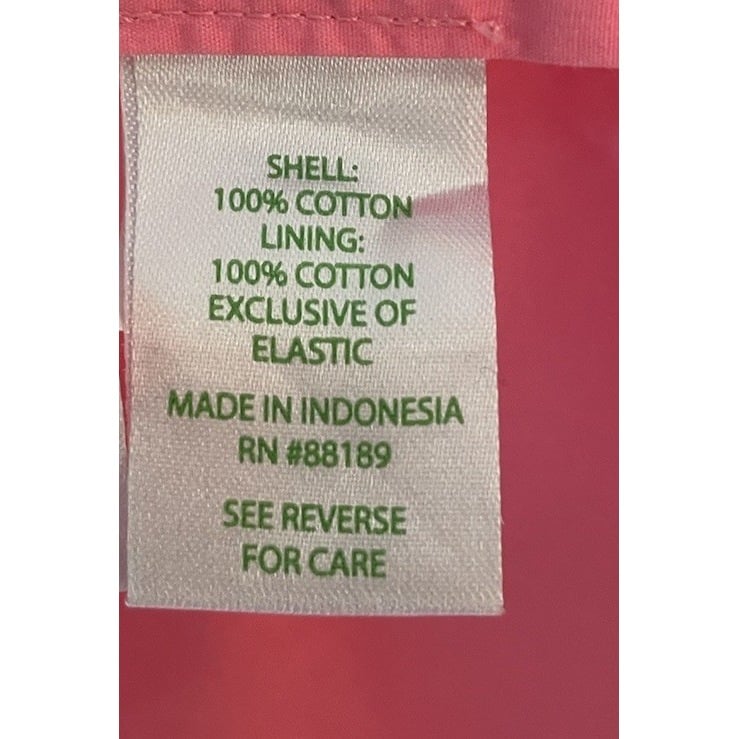 SHELL:
100% COTTON
LINING:
100% COTTON
EXCLUSIVE OF
ELASTIC
MADE IN INDONESIA
RN #88189
SEE REVERSE
FOR CARE